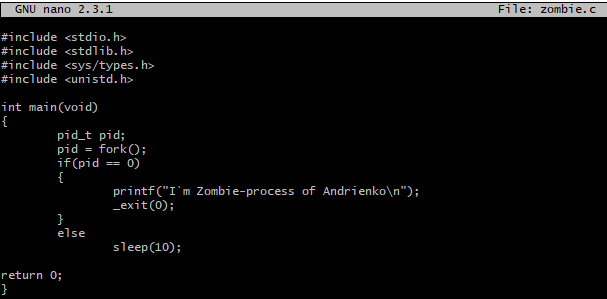 GNU nano 2.3.1 File: zombie.c
#include <stdio.h>
#include <stdlib.h>
#include <sys/types.h>
#include <unistd.h>
int main(void)
{
pid_t pid;
pid = fork();
if(pid == 0)
{
printf("I`m Zombie-process of Andrienko\n");
_exit(0);
}
else
sleep(10);
return 0;
}